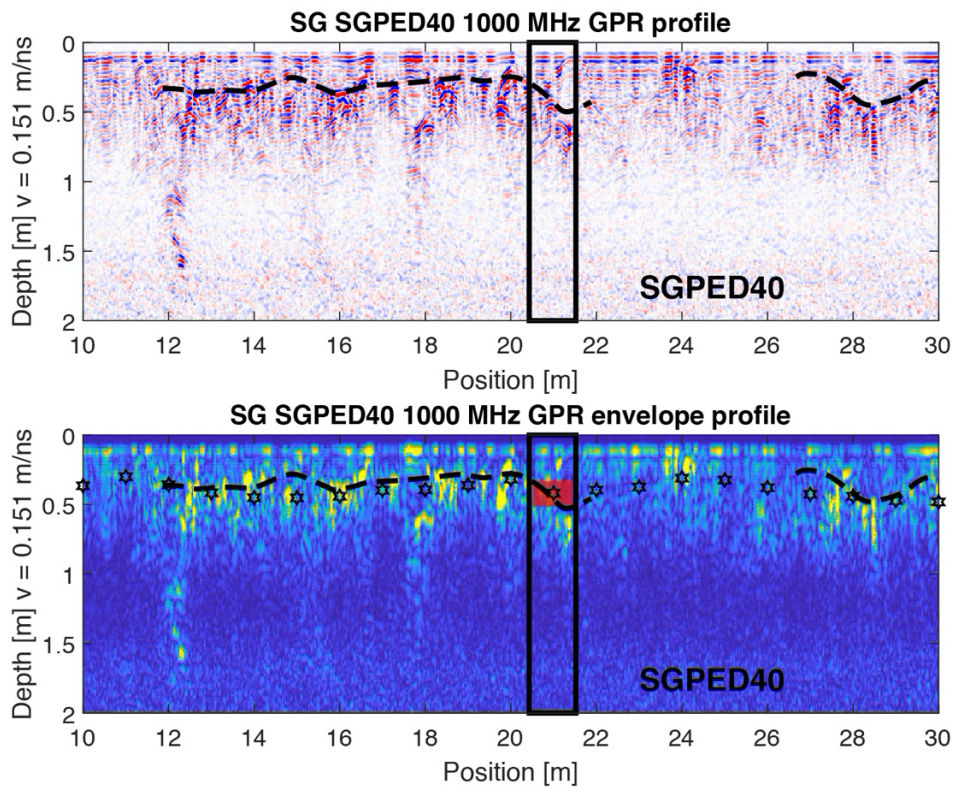 SG SGPED40 1000 MHz GPR profile
0
0.5
1
1.5
2
Depth [m] v = 0.151 m/ns
SGPED40
10 12 14 16 18 20 22 24 26 28 30
Position [m]
SG SGPED40 1000 MHz GPR envelope profile
0
0.5
1
1.5
2
Depth [m] v = 0.151 m/ns
SGPED40
10 12 14 16 18 20 22 24 26 28 30
Position [m]